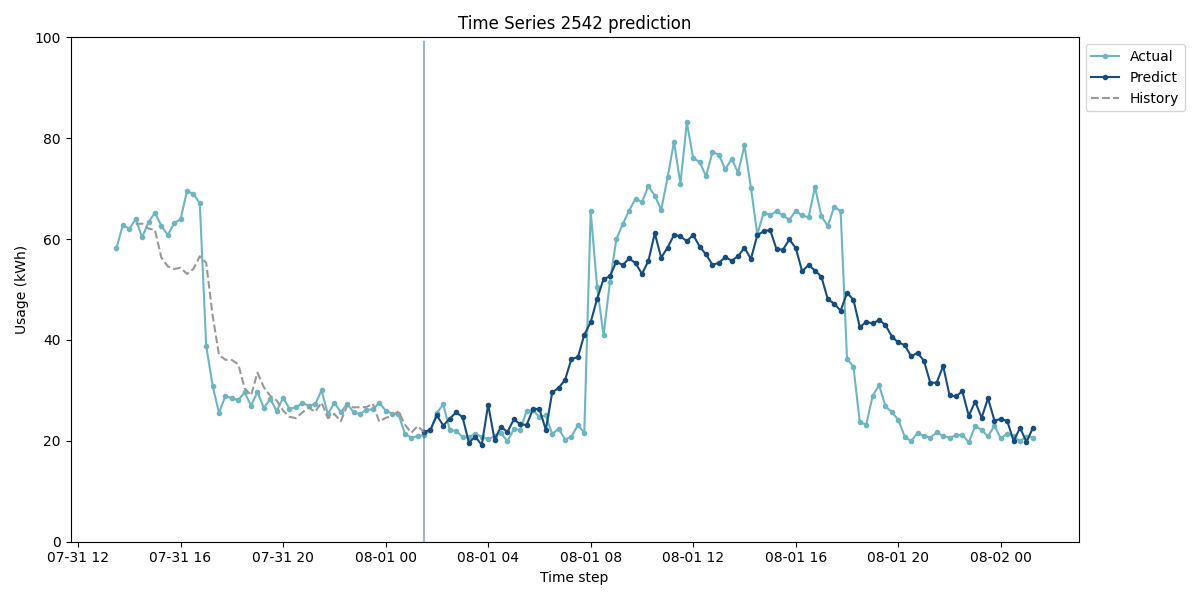 Time Series 2542 prediction
100
80
60
40
20
0
Usage (kWh)
07-31 12
07-31 16
07-31 20
08-01 00
08-01 04
08-01 08
08-01 12
08-01 16
08-01 20
08-02 00
Time step
Actual
Predict
History